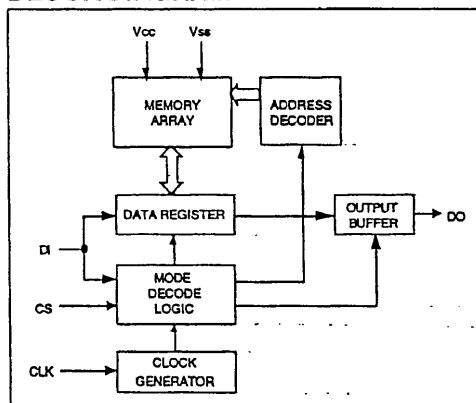 Vcc
Vss
MEMORY
ARRAY
ADDRESS
DECODER
DATA REGISTER
OUTPUT
BUFFER
DO
DI
MODE
DECODE
LOGIC
CS
CLK
CLOCK
GENERATOR